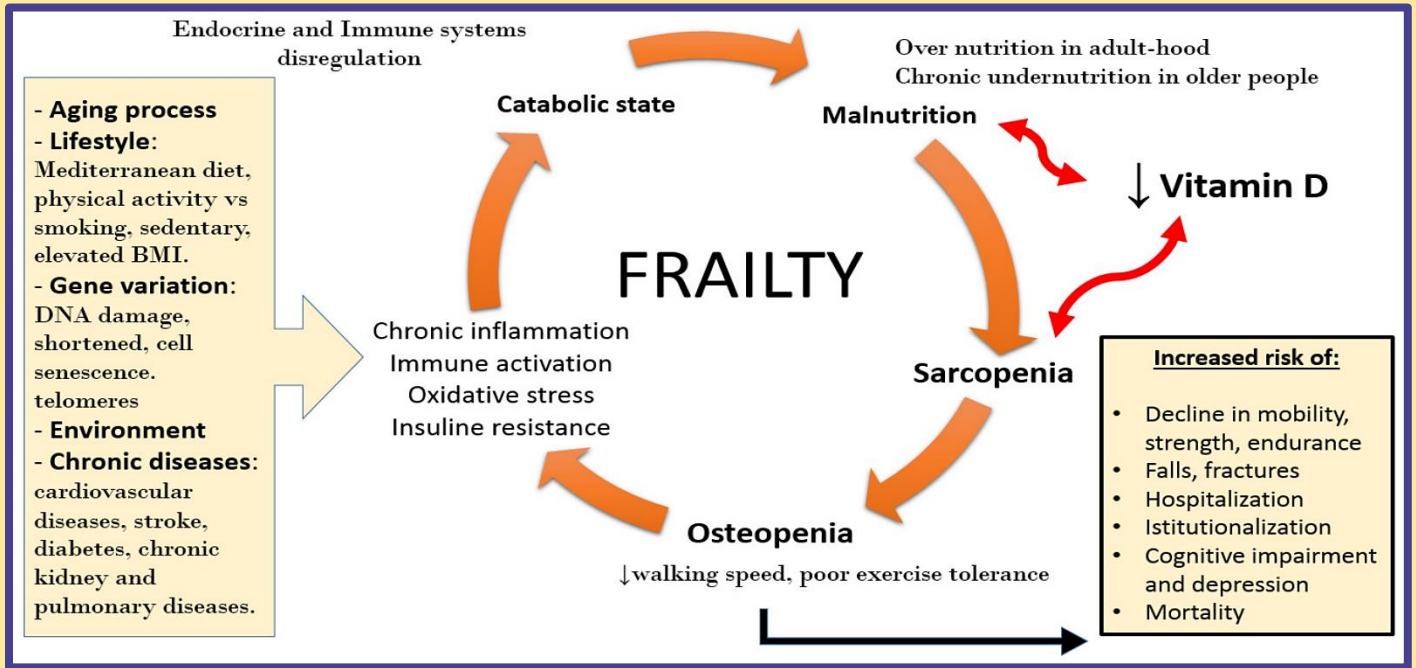 Endocrine and Immune systems
disregulation
Over nutrition in adult-hood
Chronic undernutrition in older people
Catabolic state
Malnutrition
- Aging process
- Lifestyle:
Mediterranean diet,
physical activity vs
smoking, sedentary,
elevated BMI.
- Gene variation:
DNA damage,
shortened, cell
senescence.
telomeres
- Environment
- Chronic diseases:
cardiovascular
diseases, stroke,
diabetes, chronic
kidney and
pulmonary diseases.
↓ Vitamin D
FRAILTY
Chronic inflammation
Immune activation
Oxidative stress
Insuline resistance
Sarcopenia
Osteopenia
↓walking speed, poor exercise tolerance
Increased risk of:
• Decline in mobility,
strength, endurance
• Falls, fractures
• Hospitalization
• Istitutionalization
• Cognitive impairment
and depression
• Mortality